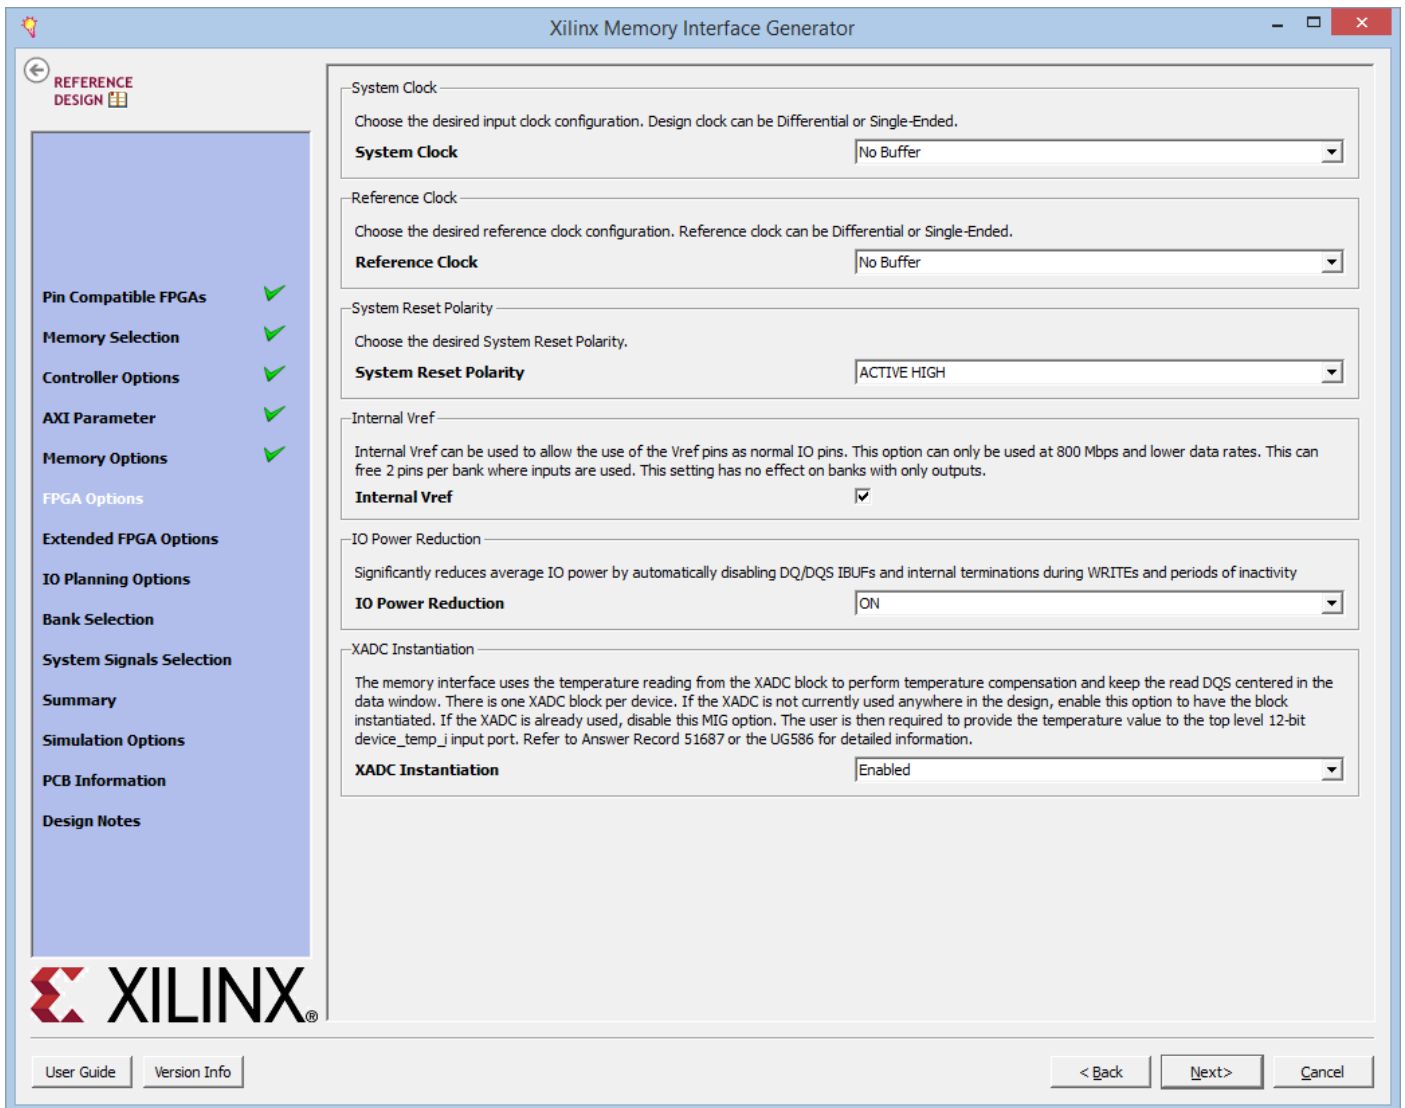 Xilinx Memory Interface Generator
REFERENCE
DESIGN
Pin Compatible FPGAs
Memory Selection
Controller Options
AXI Parameter
Memory Options
FPGA Options
Extended FPGA Options
IO Planning Options
Bank Selection
System Signals Selection
Summary
Simulation Options
PCB Information
Design Notes
XILINX®
System Clock
Choose the desired input clock configuration. Design clock can be Differential or Single-Ended.
System Clock No Buffer
Reference Clock
Choose the desired reference clock configuration. Reference clock can be Differential or Single-Ended.
Reference Clock No Buffer
System Reset Polarity
Choose the desired System Reset Polarity.
System Reset Polarity ACTIVE HIGH
Internal Vref
Internal Vref can be used to allow the use of the Vref pins as normal IO pins. This option can only be used at 800 Mbps and lower data rates. This can
free 2 pins per bank where inputs are used. This setting has no effect on banks with only outputs.
Internal Vref
IO Power Reduction
Significantly reduces average IO power by automatically disabling DQ/DQS IBUFs and internal terminations during WRITEs and periods of inactivity
IO Power Reduction ON
XADC Instantiation
The memory interface uses the temperature reading from the XADC block to perform temperature compensation and keep the read DQS centered in the
data window. There is one XADC block per device. If the XADC is not currently used anywhere in the design, enable this option to have the block
instantiated. If the XADC is already used, disable this MIG option. The user is then required to provide the temperature value to the top level 12-bit
device_temp_i input port. Refer to Answer Record 51687 or the UG586 for detailed information.
XADC Instantiation Enabled
User Guide Version Info < Back Next> Cancel